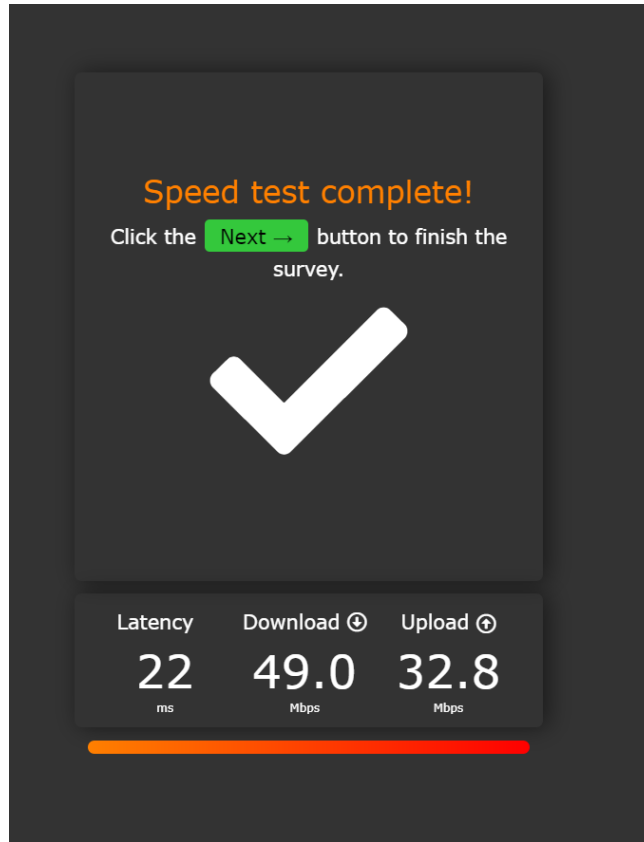 Speed test complete!
Click the Next → button to finish the
survey.
Latency Download Upload
22 49.0 32.8
ms Mbps Mbps